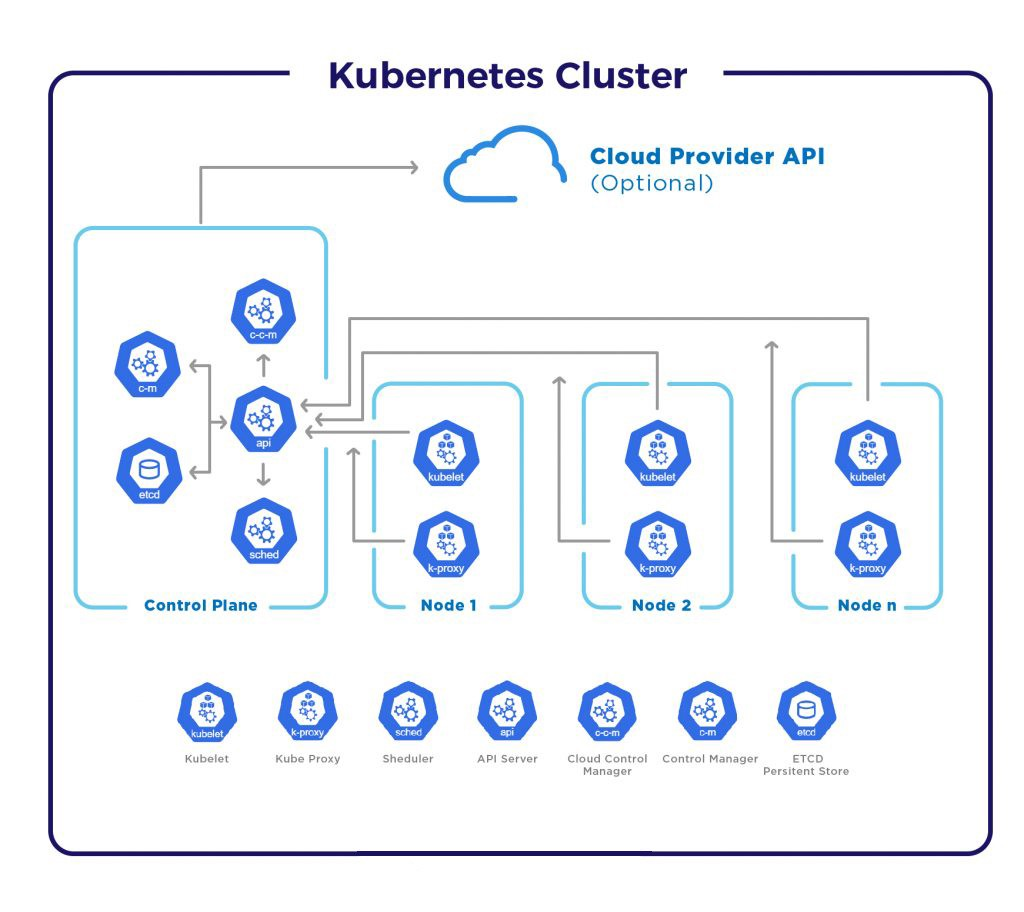 Kubernetes Cluster
Cloud Provider API
(Optional)
c-c-m
c-m
api
etcd
sched
kubelet
kubelet
kubelet
k-proxy
k-proxy
k-proxy
Control Plane
Node 1
Node 2
Node n
kubelet
k-proxy
sched
api
c-c-m
c-m
etcd
Kubelet
Kube Proxy
Sheduler
API Server
Cloud Control
Manager
Control Manager
ETCD
Persitent Store